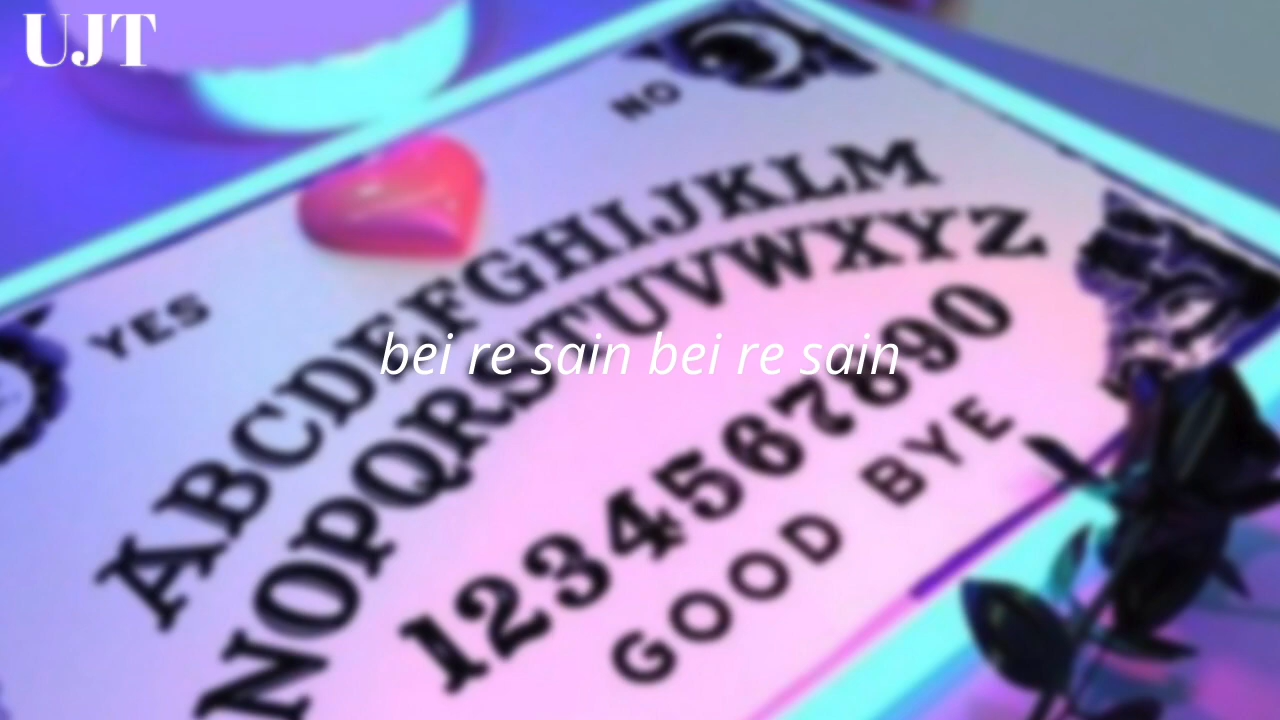 UJT
NO
YES
ABCDEFGHIJKLM
NOPQRSTUVWXYZ
bei re sain bei re sain
1234567890
GOOD BYE